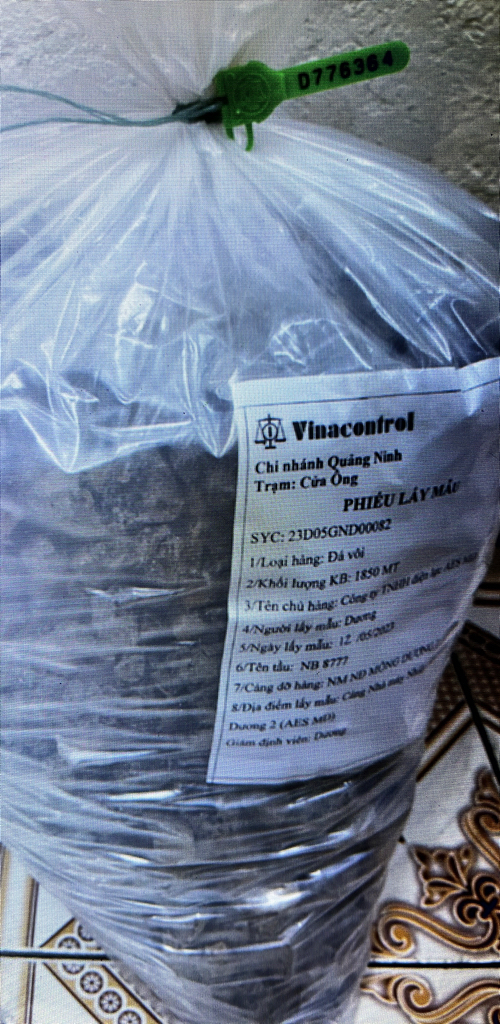 D776364
Vinacontrol
Chi nhánh Quảng Ninh
Trạm: Cửa Ông
PHIẾU LẤY MẪU
SYC: 23D05GND00082
1/Loại hàng: Đá vôi
2/Khối lượng KB: 1850 MT
3/Tên chủ hàng: Công ty TNHH điện lực AES
4/Người lấy mẫu: Dương
5/Ngày lấy mẫu: 12 /05/2023
6/Tên tàu: NB 8777
7/Cảng dỡ hàng: NM NĐ MÔNG DƯƠNG
8/Địa điểm lấy mẫu: Cảng Nhà máy Nhiệt
Dương 2 (AES MD)
Giám định viên: Dương